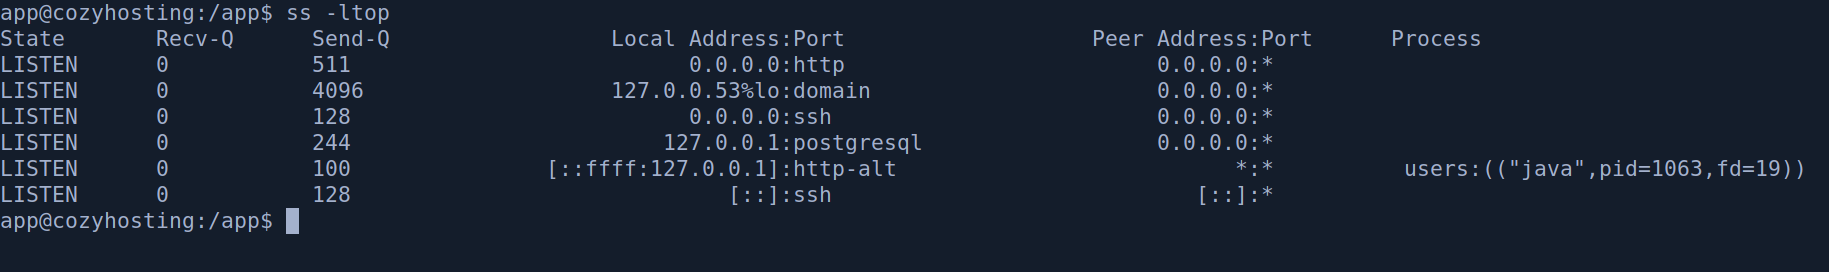 app@cozyhosting:/app$ ss -ltop
State Recv-Q Send-Q Local Address:Port Peer Address:Port Process
LISTEN 0 511 0.0.0.0:http 0.0.0.0:*
LISTEN 0 4096 127.0.0.53%lo:domain 0.0.0.0:*
LISTEN 0 128 0.0.0.0:ssh 0.0.0.0:*
LISTEN 0 244 127.0.0.1:postgresql 0.0.0.0:*
LISTEN 0 100 [::ffff:127.0.0.1]:http-alt *:* users:(("java",pid=1063,fd=19))
LISTEN 0 128 [::]:ssh [::]:*
app@cozyhosting:/app$